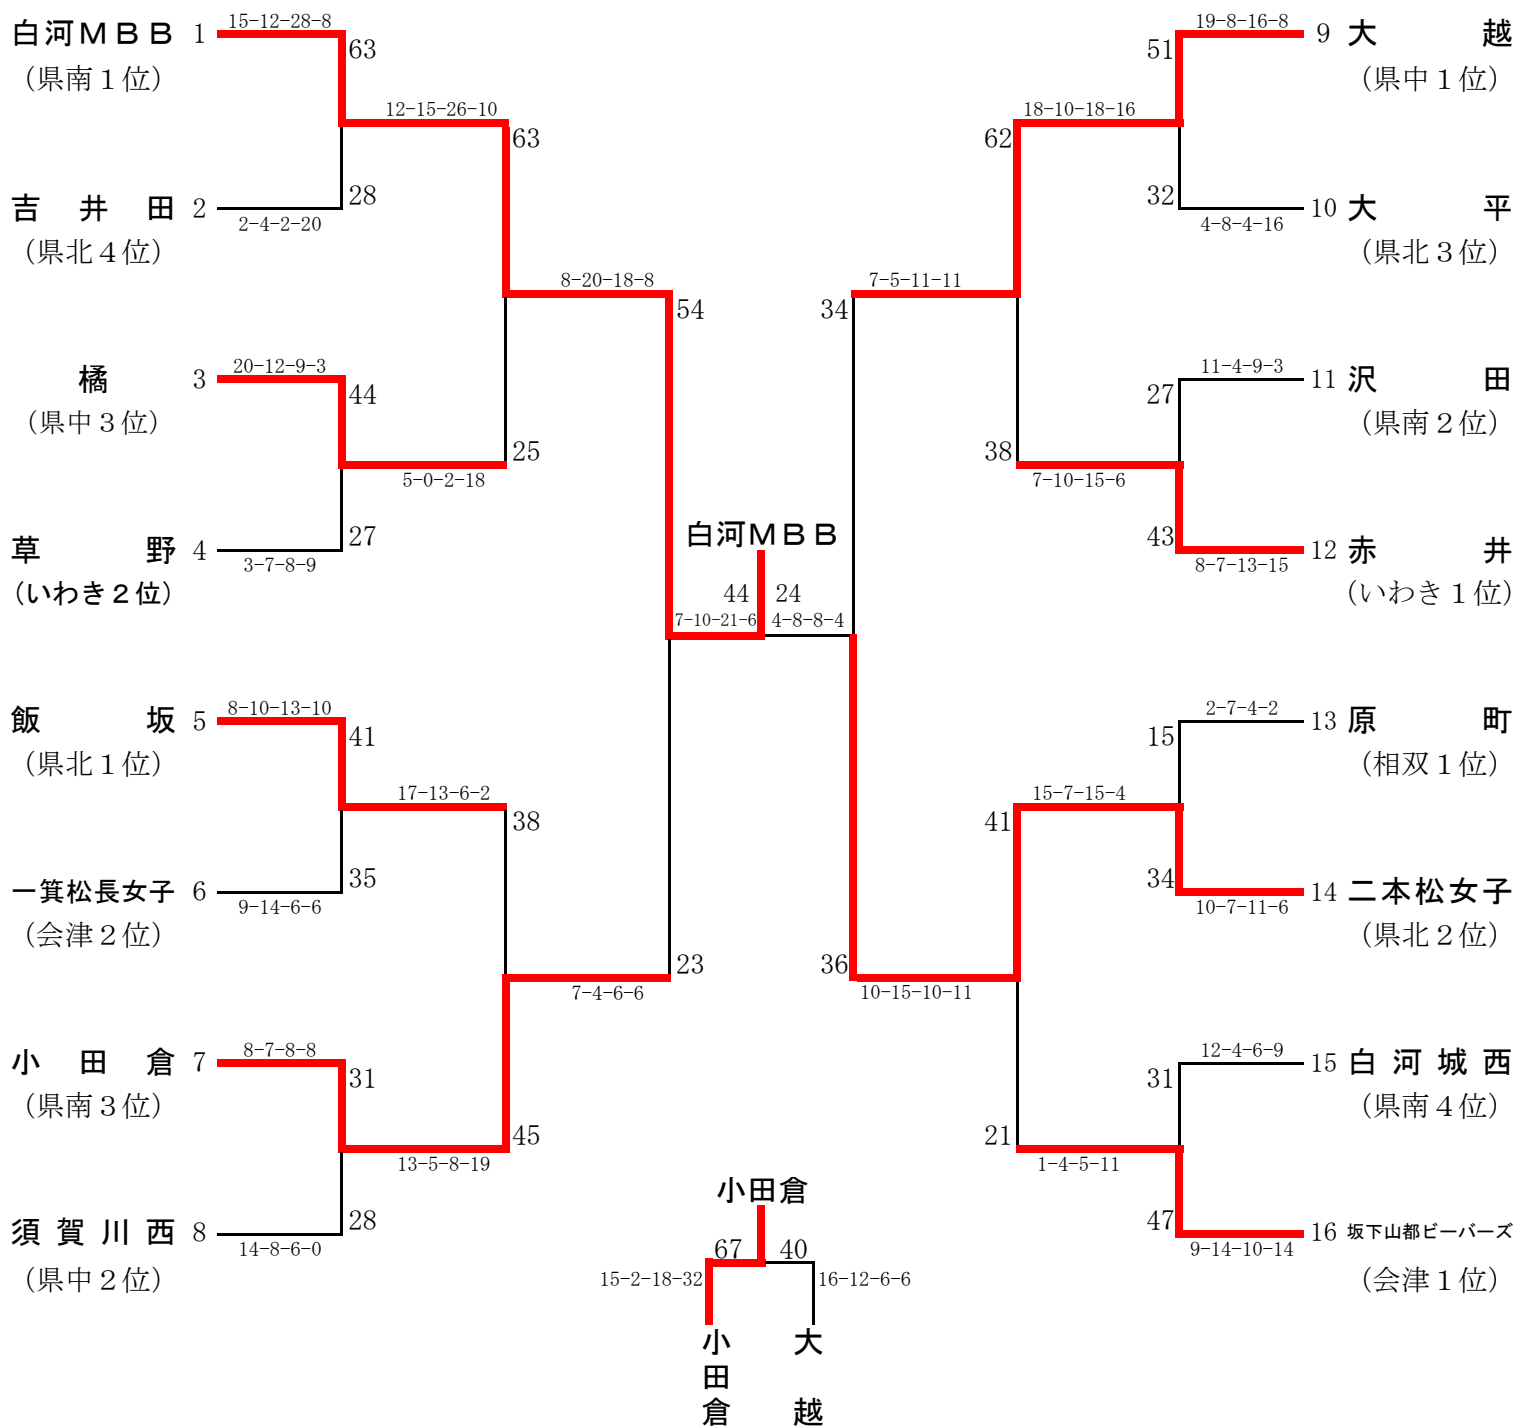 白河ＭＢＢ 1 15-12-28-8 63
（県南１位）
12-15-26-10 63
吉井田 2 2-4-2-20 28
（県北４位）
8-20-18-8 54
橘 3 20-12-9-3 44
（県中３位）
5-0-2-18 25
草野 4 3-7-8-9 27
（いわき２位）
飯坂 5 8-10-13-10 41
（県北１位）
17-13-6-2 38
一箕松長女子 6 9-14-6-6 35
（会津２位）
7-4-6-6 23
小田倉 7 8-7-8-8 31
（県南３位）
13-5-8-19 45
須賀川西 8 14-8-6-0 28
（県中２位）
白河ＭＢＢ
44 24
7-10-21-6 4-8-8-4
51 19-8-16-8 9 大越
（県中１位）
62 18-10-18-16
32 4-8-4-16 10 大平
（県北３位）
34 7-5-11-11
27 11-4-9-3 11 沢田
（県南２位）
38 7-10-15-6
43 8-7-13-15 12 赤井
（いわき１位）
15 2-7-4-2 13 原町
（相双１位）
41 15-7-15-4
34 10-7-11-6 14 二本松女子
（県北２位）
36 10-15-10-11
31 12-4-6-9 15 白河城西
（県南４位）
21 1-4-5-11
47 9-14-10-14 16 坂下山都ビーバーズ
（会津１位）
小田倉
67 40
15-2-18-32 16-12-6-6
小田倉 大越